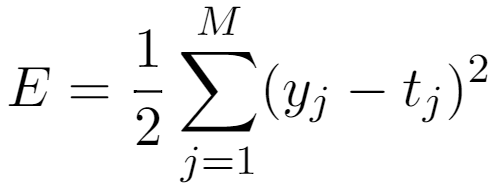 E = \frac{1}{2} \sum_{j=1}^{M} (y_j - t_j)^2